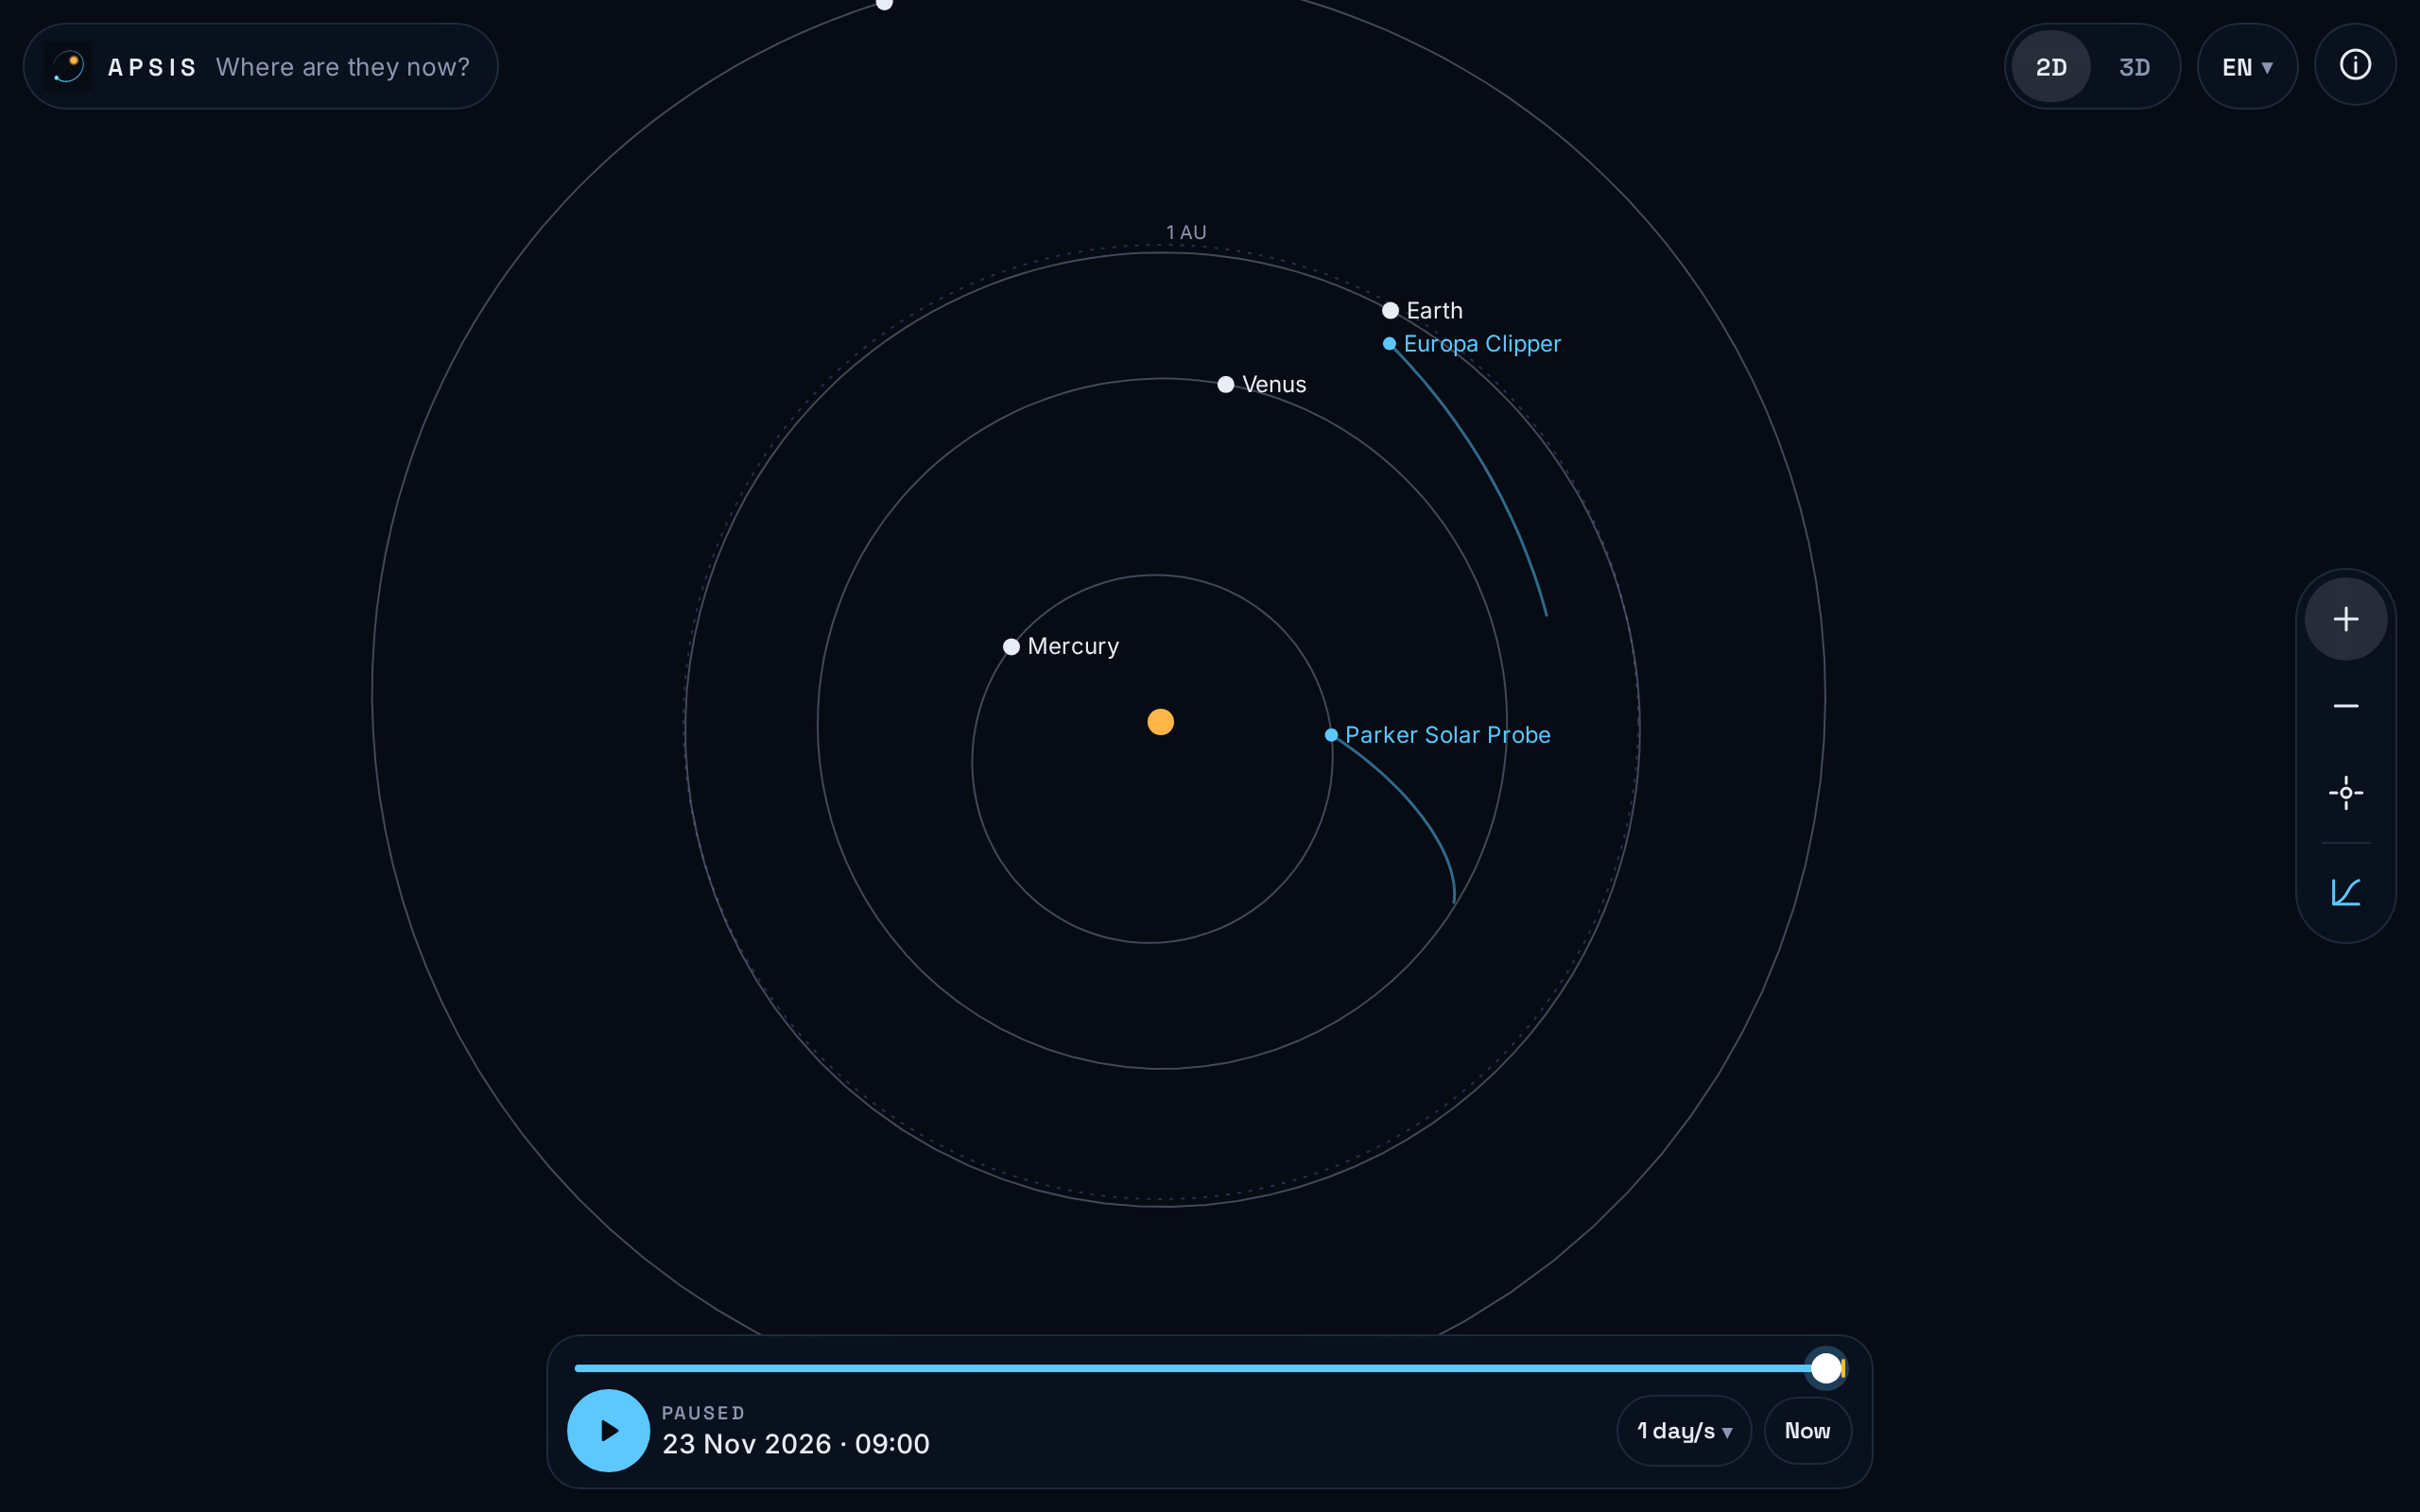 APSIS Where are they now?
2D 3D EN
1 AU
Earth
Europa Clipper
Venus
Mercury
Parker Solar Probe
PAUSED
23 Nov 2026 · 09:00
1 day/s
Now